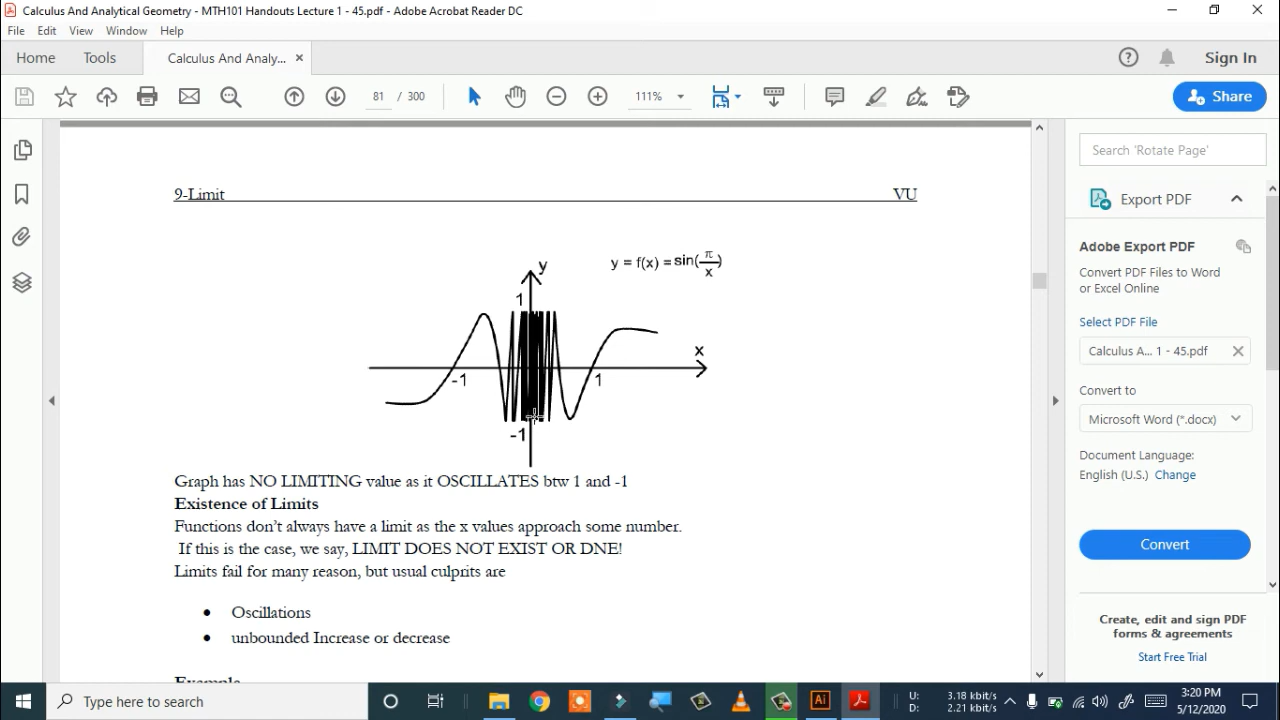 Calculus And Analytical Geometry - MTH101 Handouts Lecture 1 - 45.pdf - Adobe Acrobat Reader DC
File Edit View Window Help
Home Tools Calculus And Analy... Sign In
81 / 300 111% Share
9-Limit VU
y = f(x) = sin(π/x)
y
1
x
-1 1
-1
Graph has NO LIMITING value as it OSCILLATES btw 1 and -1
Existence of Limits
Functions don't always have a limit as the x values approach some number.
If this is the case, we say, LIMIT DOES NOT EXIST OR DNE!
Limits fail for many reason, but usual culprits are
• Oscillations
• unbounded Increase or decrease
Example
Search 'Rotate Page'
Export PDF
Adobe Export PDF
Convert PDF Files to Word
or Excel Online
Select PDF File
Calculus A... 1 - 45.pdf
Convert to
Microsoft Word (*.docx)
Document Language:
English (U.S.) Change
Convert
Create, edit and sign PDF
forms & agreements
Start Free Trial
Type here to search
U: 3.18 kbit/s
D: 2.21 kbit/s
3:20 PM
5/12/2020